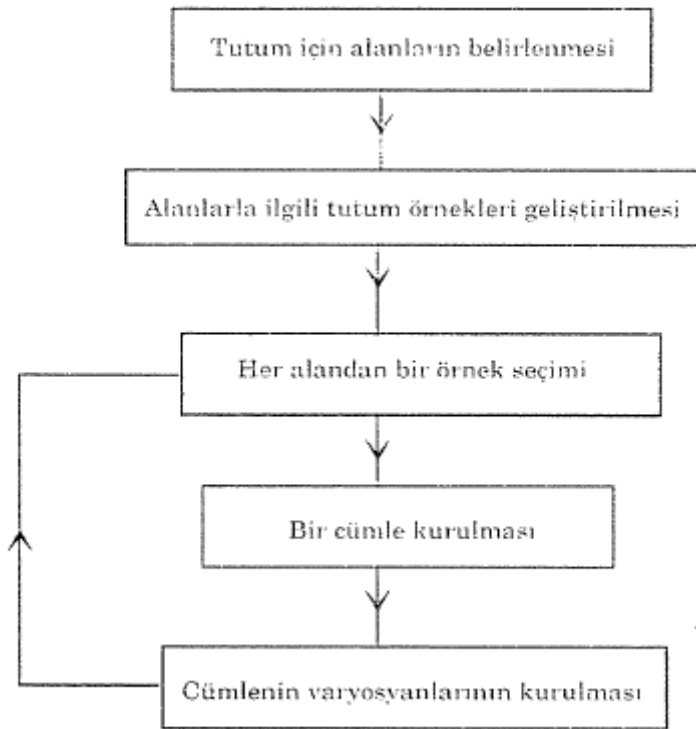 Tutum için alanların belirlenmesi
Alanlarla ilgili tutum örnekleri geliştirilmesi
Her alandan bir örnek seçimi
Bir cümle kurulması
Cümlenin varyosyanlarının kurulması